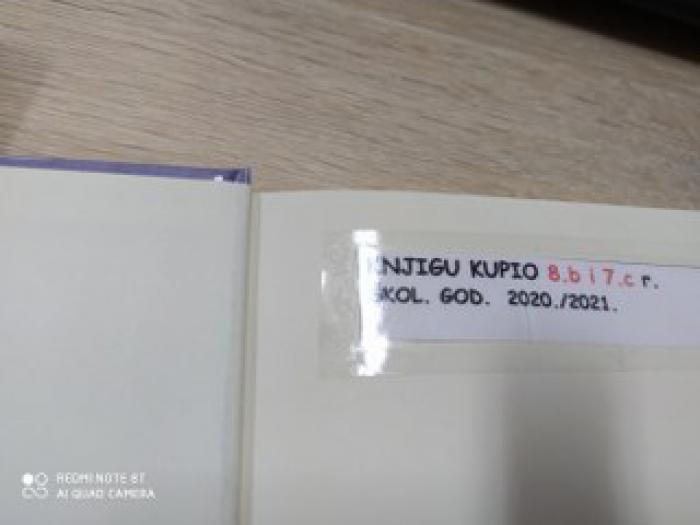 KNJIGU KUPIO 8.b i 7.c r.
ŠKOL. GOD. 2020./2021.
REDMI NOTE 8T
AI QUAD CAMERA